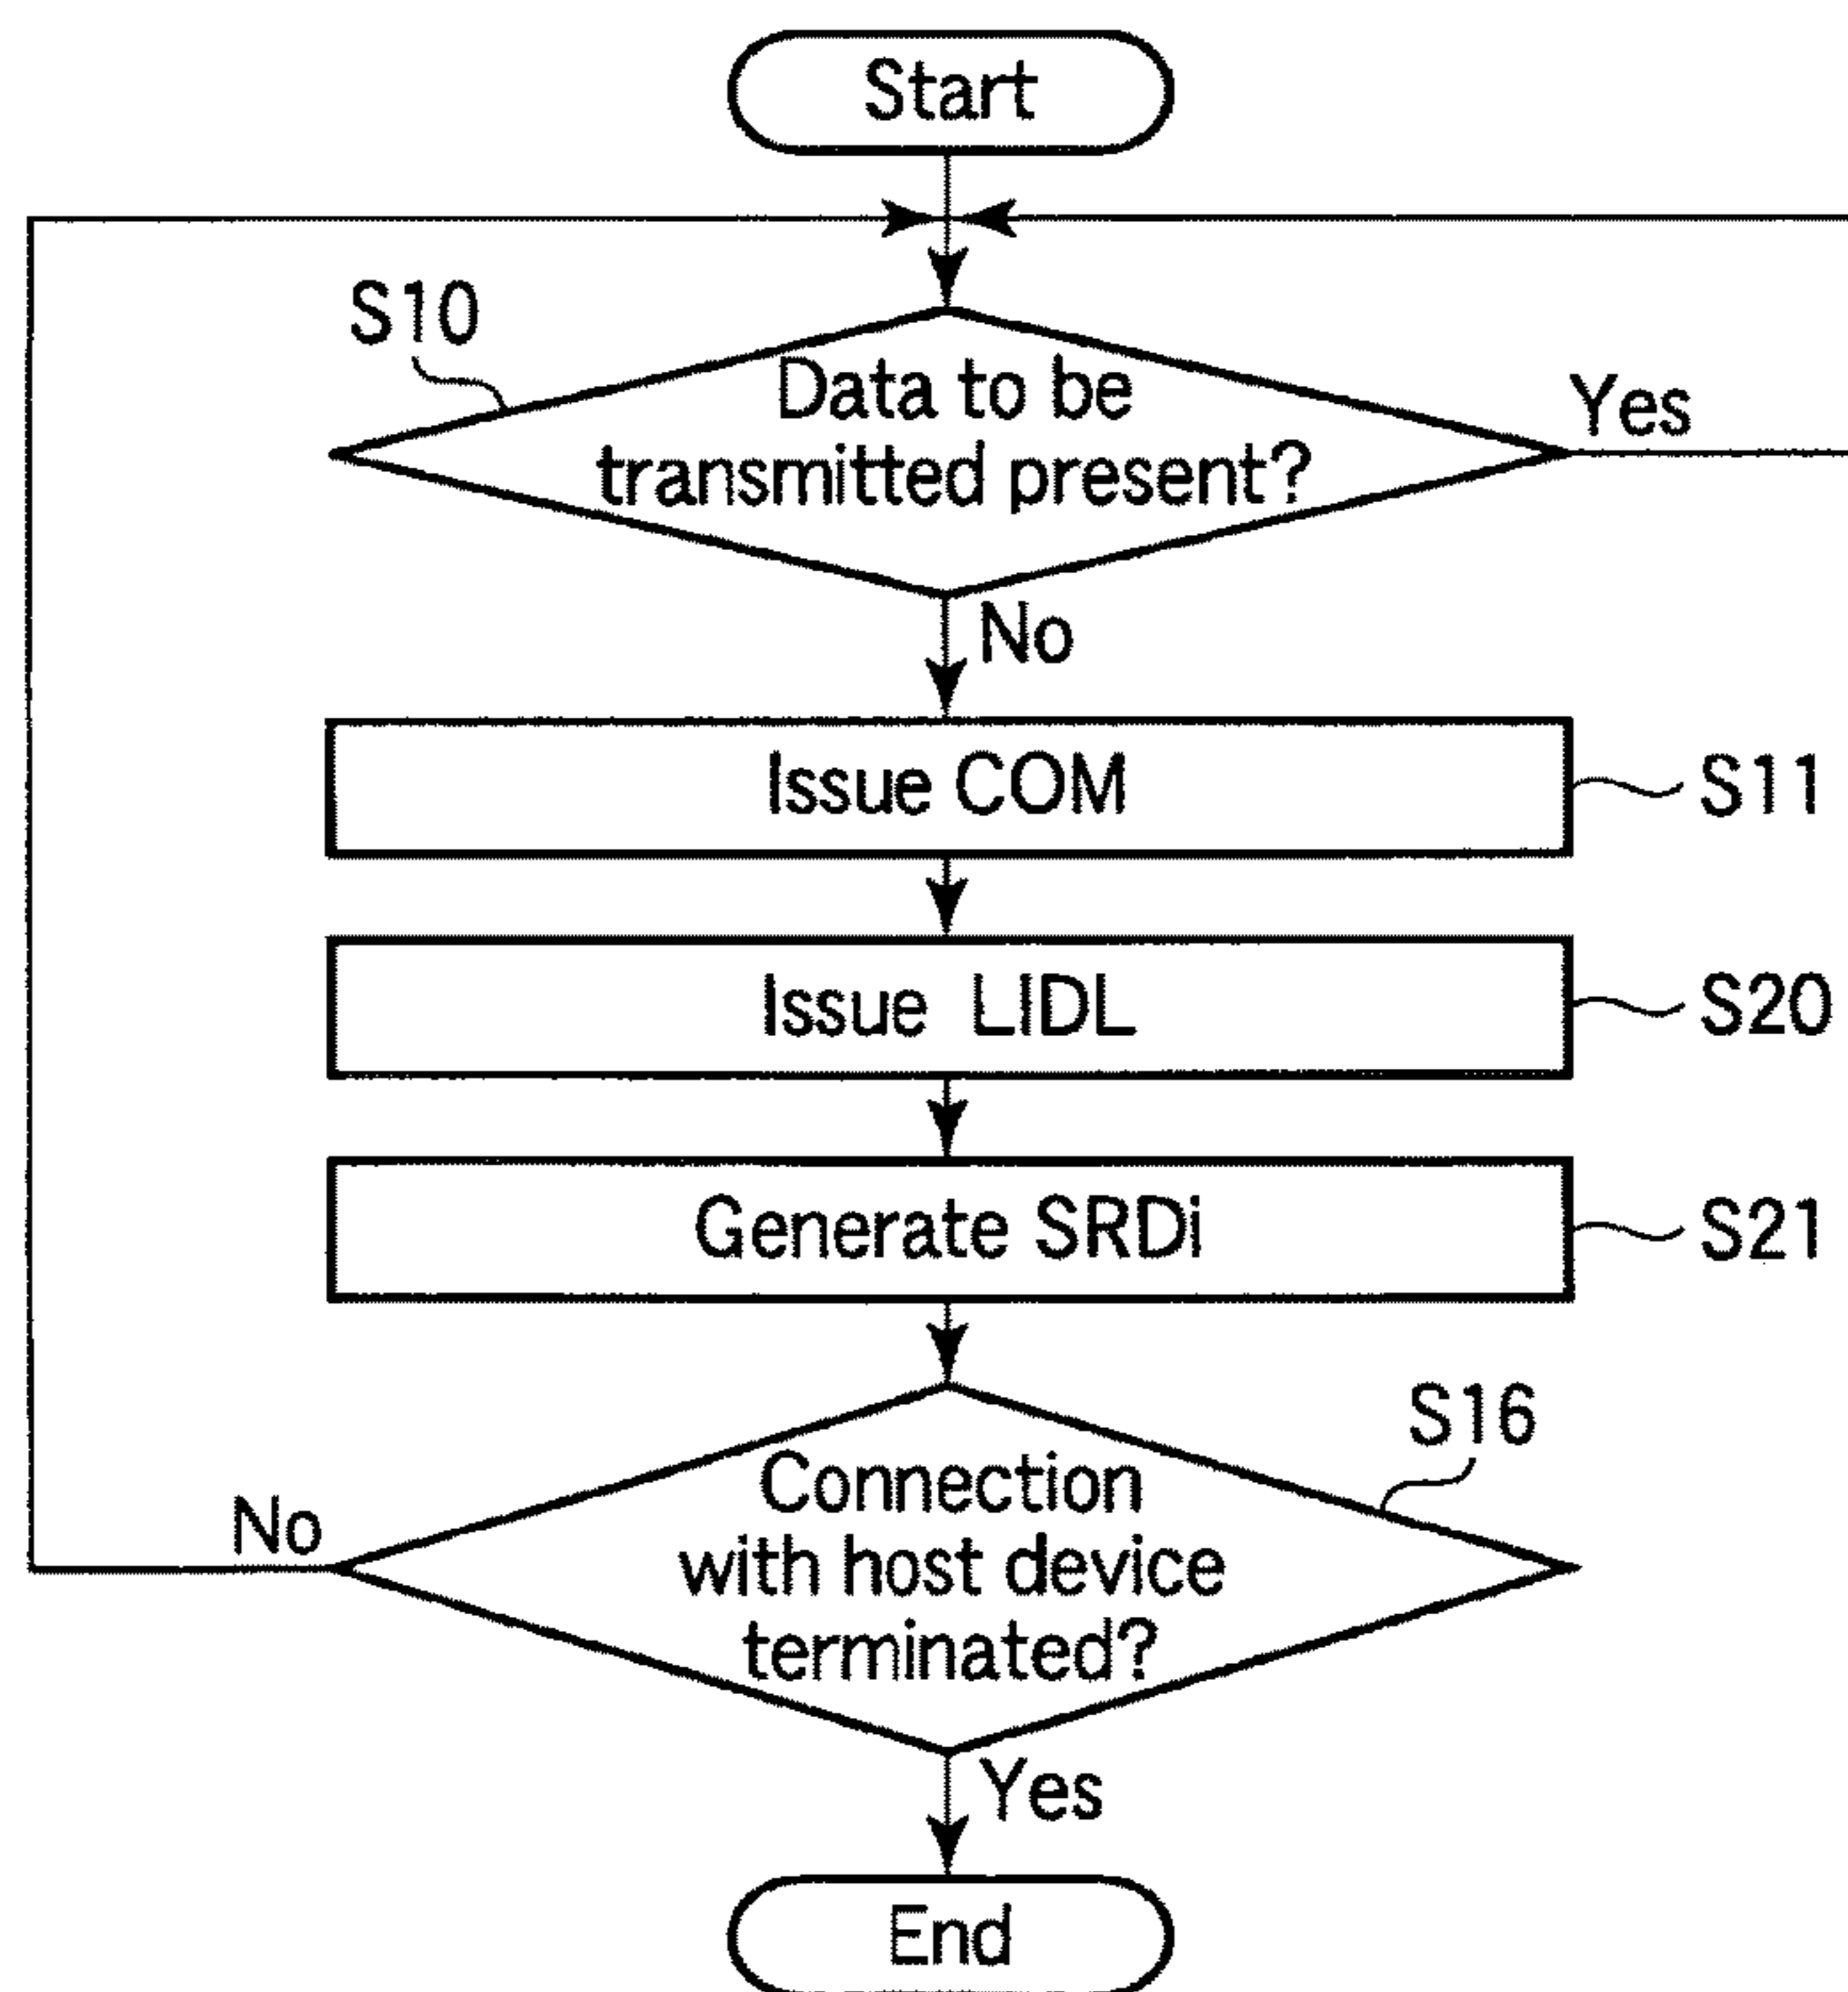 Start
S10
Data to be
transmitted present?
Yes
No
Issue COM
S11
Issue LIDL
S20
Generate SRDi
S21
S16
Connection
with host device
terminated?
No
Yes
End